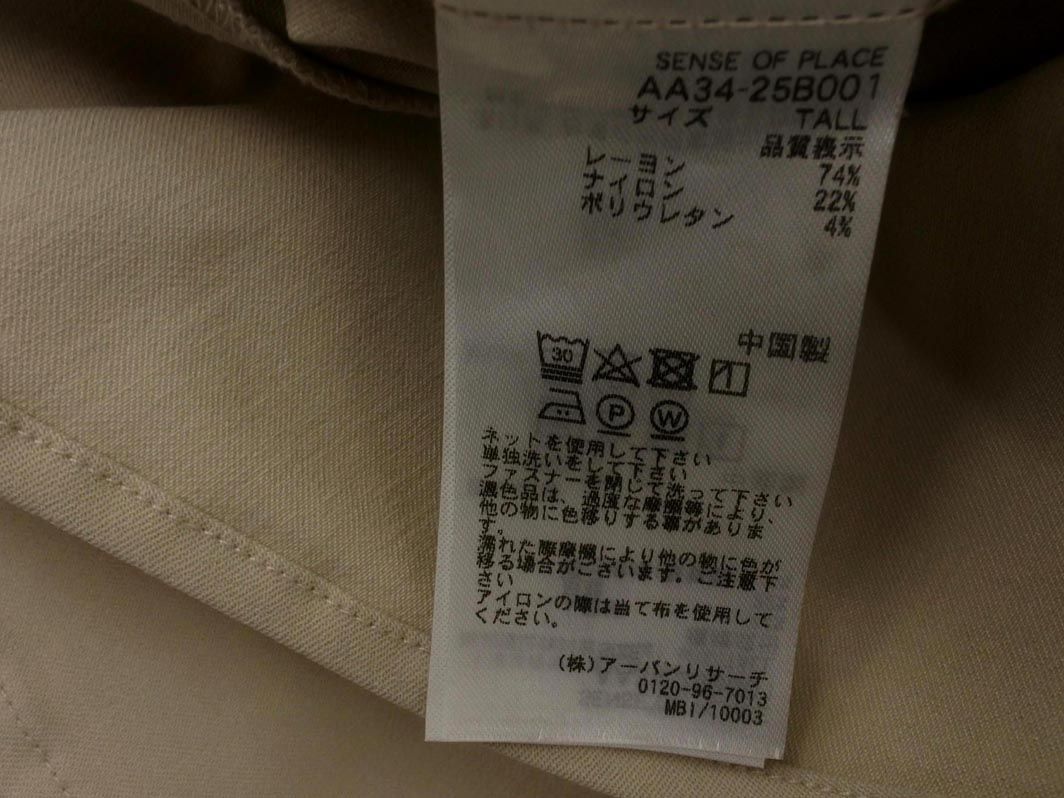 SENSE OF PLACE
AA34-25B001
サイズ TALL
品質表示
レーヨン 74%
ナイロン 22%
ポリウレタン 4%
中国製
30
P W
ネットを使用して下さい
単独洗いをして下さい
ファスナーを閉じて洗って下さい
濃色品は、過度な摩擦等により、
他の物に色移りする事がありま
す。
濡れた際摩擦により他の物に色が
移る場合がございます。ご注意下
さい
アイロンの際は当て布を使用して
ください。
(株)アーバンリサーチ
0120-96-7013
MBI/10003